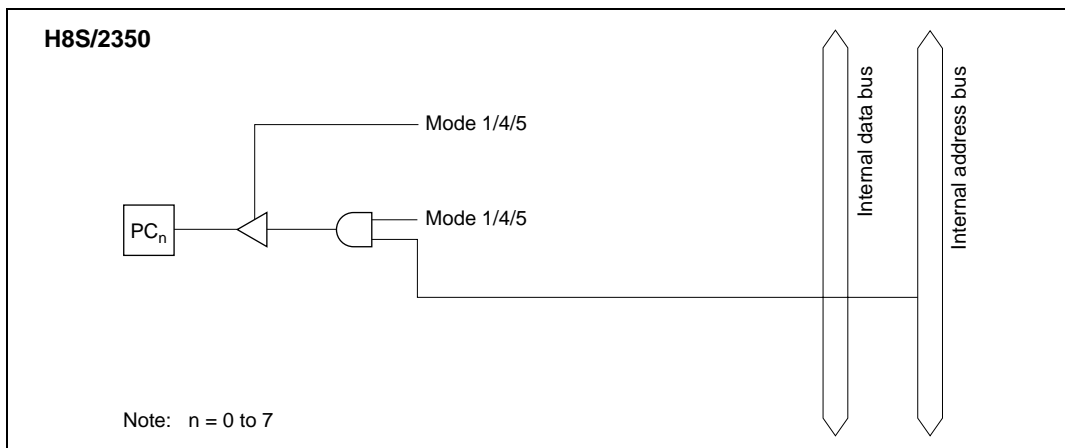 H8S/2350
Mode 1/4/5
Mode 1/4/5
PCn
Internal data bus
Internal address bus
Note: n = 0 to 7